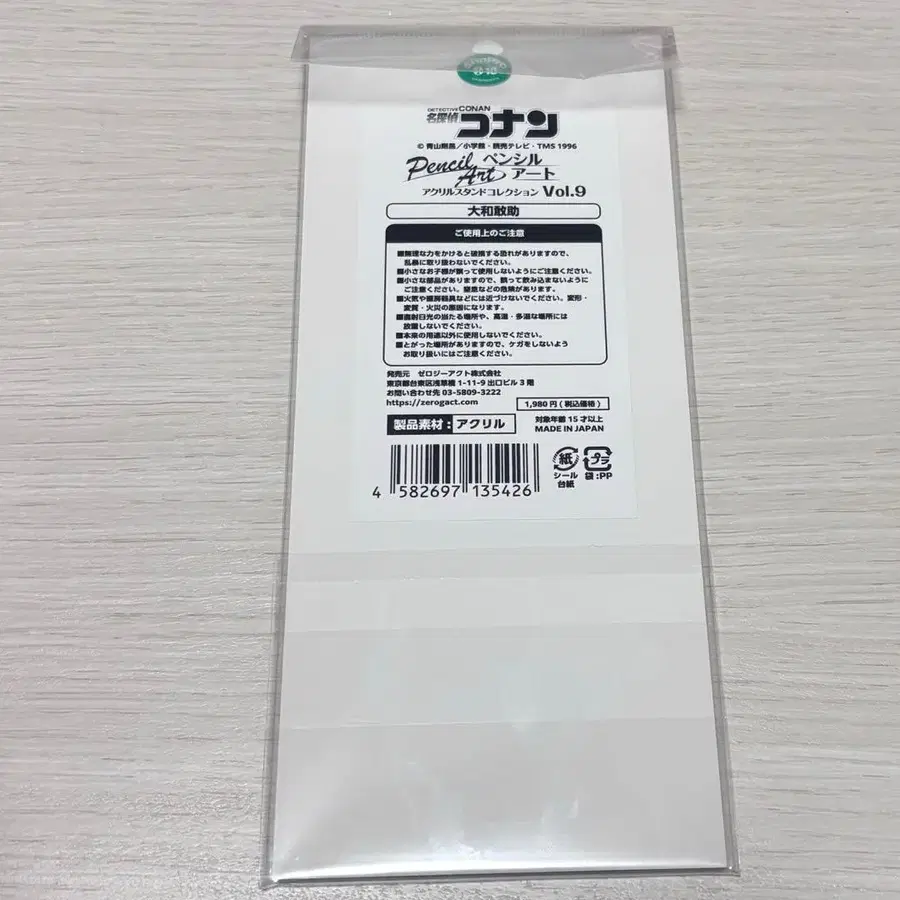 DETECTIVE CONAN
名探偵コナン
© 青山剛昌／小学館・読売テレビ・TMS 1996
Pencil Art ペンシルアート
アクリルスタンドコレクション Vol.9
大和敢助
ご使用上のご注意
■無理な力をかけると破損する恐れがありますので、
乱暴に取り扱わないでください。
■小さなお子様が誤って使用しないようにご注意ください。
■小さな部品がありますので、誤って飲み込まないように
ご注意ください。窒息などの危険があります。
■火気や暖房器具などには近づけないでください。変形・
変質・火災の原因になります。
■直射日光の当たる場所や、高温・多湿な場所には
放置しないでください。
■本来の用途以外に使用しないでください。
■とがった場所がありますので、ケガをしないよう
お取り扱いにはご注意ください。
発売元 ゼロジーアクト株式会社
東京都台東区浅草橋 1-11-9 出口ビル 3 階
お問い合わせ先 03-5809-3222
https://zerogact.com
1,980 円 ( 税込価格 )
製品素材：アクリル
対象年齢 15 才以上
MADE IN JAPAN
紙
シール
台紙
プラ
袋:PP
4 582697 135426